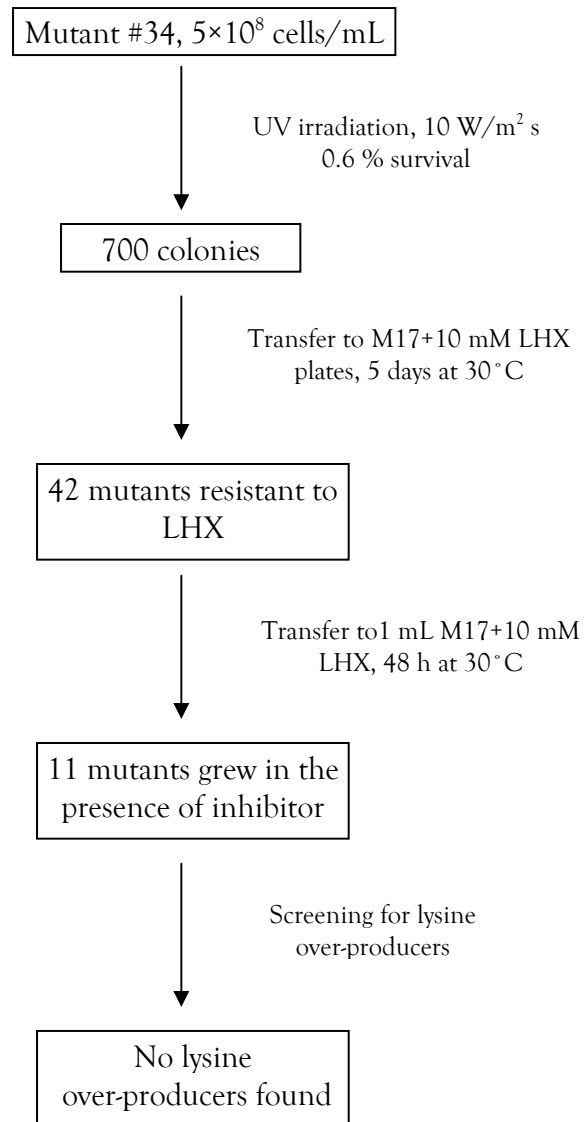 Mutant #34, 5×10⁸ cells/mL
UV irradiation, 10 W/m² s
0.6 % survival
700 colonies
Transfer to M17+10 mM LHX
plates, 5 days at 30˚C
42 mutants resistant to
LHX
Transfer to1 mL M17+10 mM
LHX, 48 h at 30˚C
11 mutants grew in the
presence of inhibitor
Screening for lysine
over-producers
No lysine
over-producers found